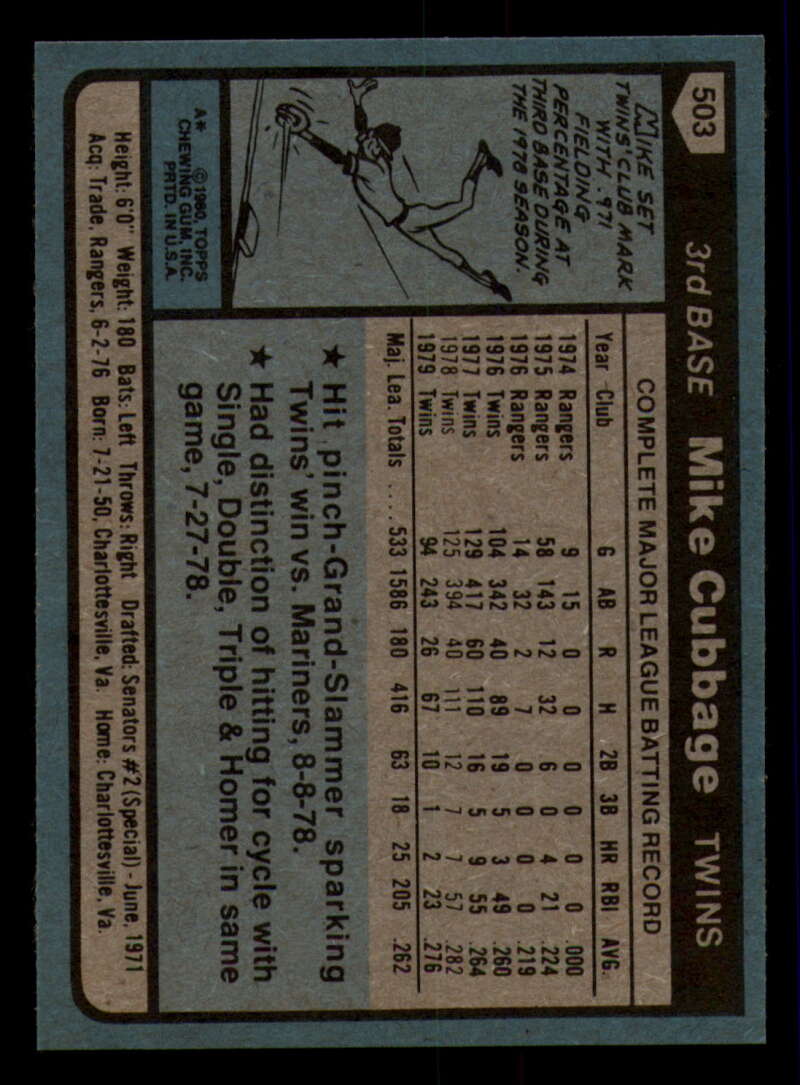 503
3rd BASE Mike Cubbage TWINS
MIKE SET
TWINS' CLUB MARK
WITH .971
FIELDING
PERCENTAGE AT
THIRD BASE DURING
THE 1978 SEASON.
A* © 1980, TOPPS
CHEWING GUM, INC.
PRTD. IN U.S.A.
COMPLETE MAJOR LEAGUE BATTING RECORD
Year Club G AB R H 2B 3B HR RBI AVG.
1974 Rangers 9 15 0 0 0 0 0 0 .000
1975 Rangers 58 143 12 32 6 0 4 21 .224
1976 Rangers 14 32 2 7 0 0 0 0 .219
1976 Twins 104 342 40 89 19 5 3 49 .260
1977 Twins 129 417 60 110 16 5 9 55 .264
1978 Twins 125 394 40 111 12 7 7 57 .282
1979 Twins 94 243 26 67 10 1 2 23 .276
Maj. Lea. Totals .... 533 1586 180 416 63 18 25 205 .262
★ Hit pinch-Grand-Slammer sparking
Twins' win vs. Mariners, 8-8-78.
★ Had distinction of hitting for cycle with
Single, Double, Triple & Homer in same
game, 7-27-78.
Height: 6'0" Weight: 180 Bats: Left Throws: Right Drafted: Senators #2 (Special) - June, 1971
Acq: Trade, Rangers, 6-2-76 Born: 7-21-50, Charlottesville, Va. Home: Charlottesville, Va.